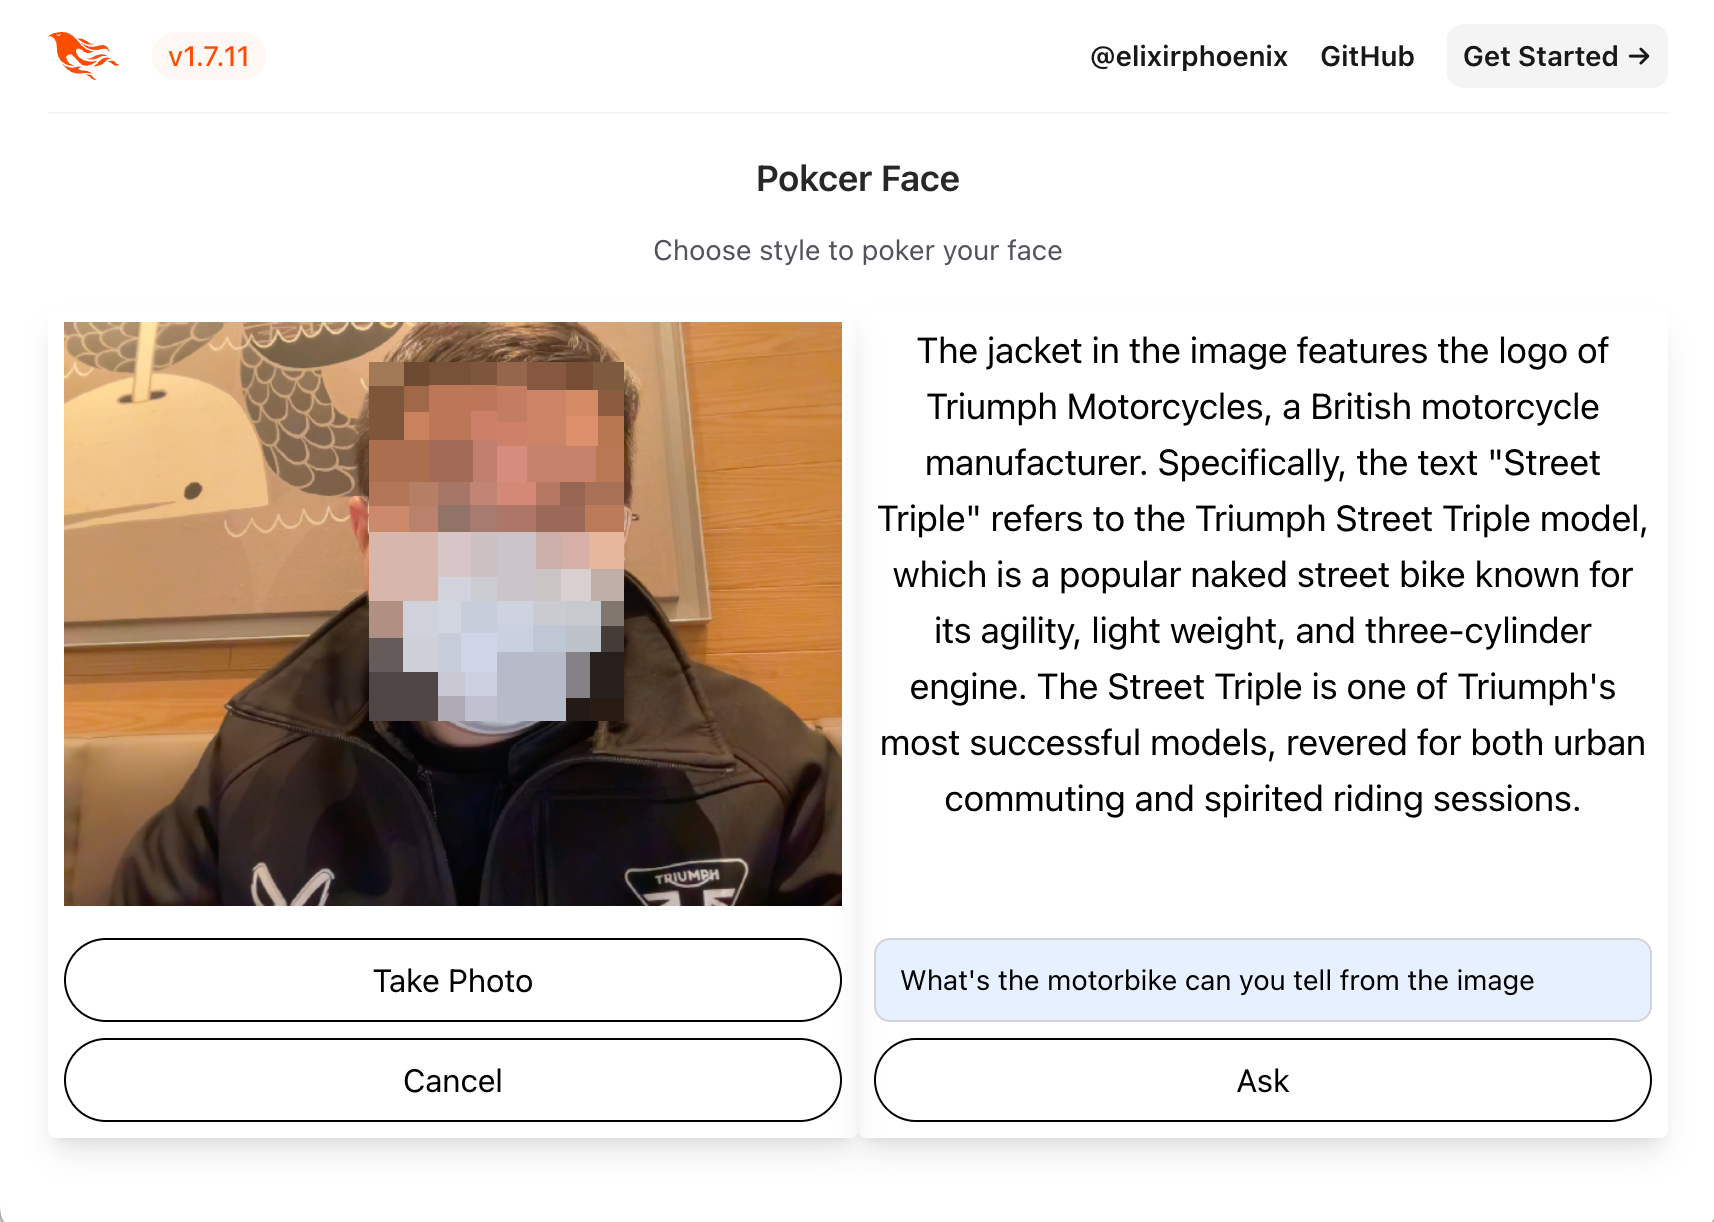 v1.7.11
@elixirphoenix
GitHub
Get Started →
Pokcer Face
Choose style to poker your face
TRIUMPH
Take Photo
Cancel
The jacket in the image features the logo of
Triumph Motorcycles, a British motorcycle
manufacturer. Specifically, the text "Street
Triple" refers to the Triumph Street Triple model,
which is a popular naked street bike known for
its agility, light weight, and three-cylinder
engine. The Street Triple is one of Triumph's
most successful models, revered for both urban
commuting and spirited riding sessions.
What's the motorbike can you tell from the image
Ask